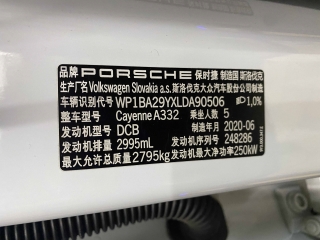 品牌 PORSCHE 保时捷 制造国 斯洛伐克
生产厂名 Volkswagen Slovakia a.s.斯洛伐克大众汽车股份公司制造
车辆识别代号 WP1BA29YXLDA90506 1,0%
整车型号 Cayenne A332 乘坐人数 5
发动机型号 DCB 制造年月 2020-06
发动机排量 2995mL 发动机号 248286
最大允许总质量 2795kg 发动机最大净功率 250kW